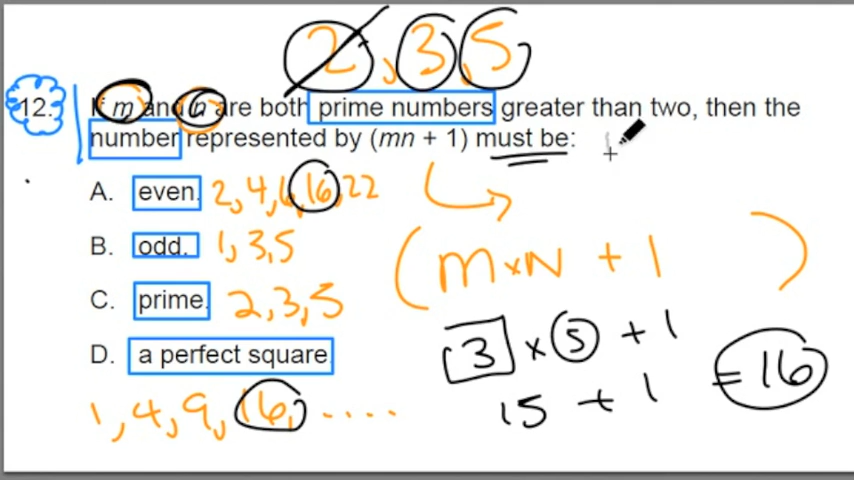 2, 3, 5
12. If m and n are both prime numbers greater than two, then the
number represented by (mn + 1) must be:
A. even. 2, 4, 6, 16, 22
B. odd. 1, 3, 5
C. prime. 2, 3, 5
D. a perfect square
1, 4, 9, 16, ....
(m×N + 1 )
3 × 5 + 1
15 + 1 = 16